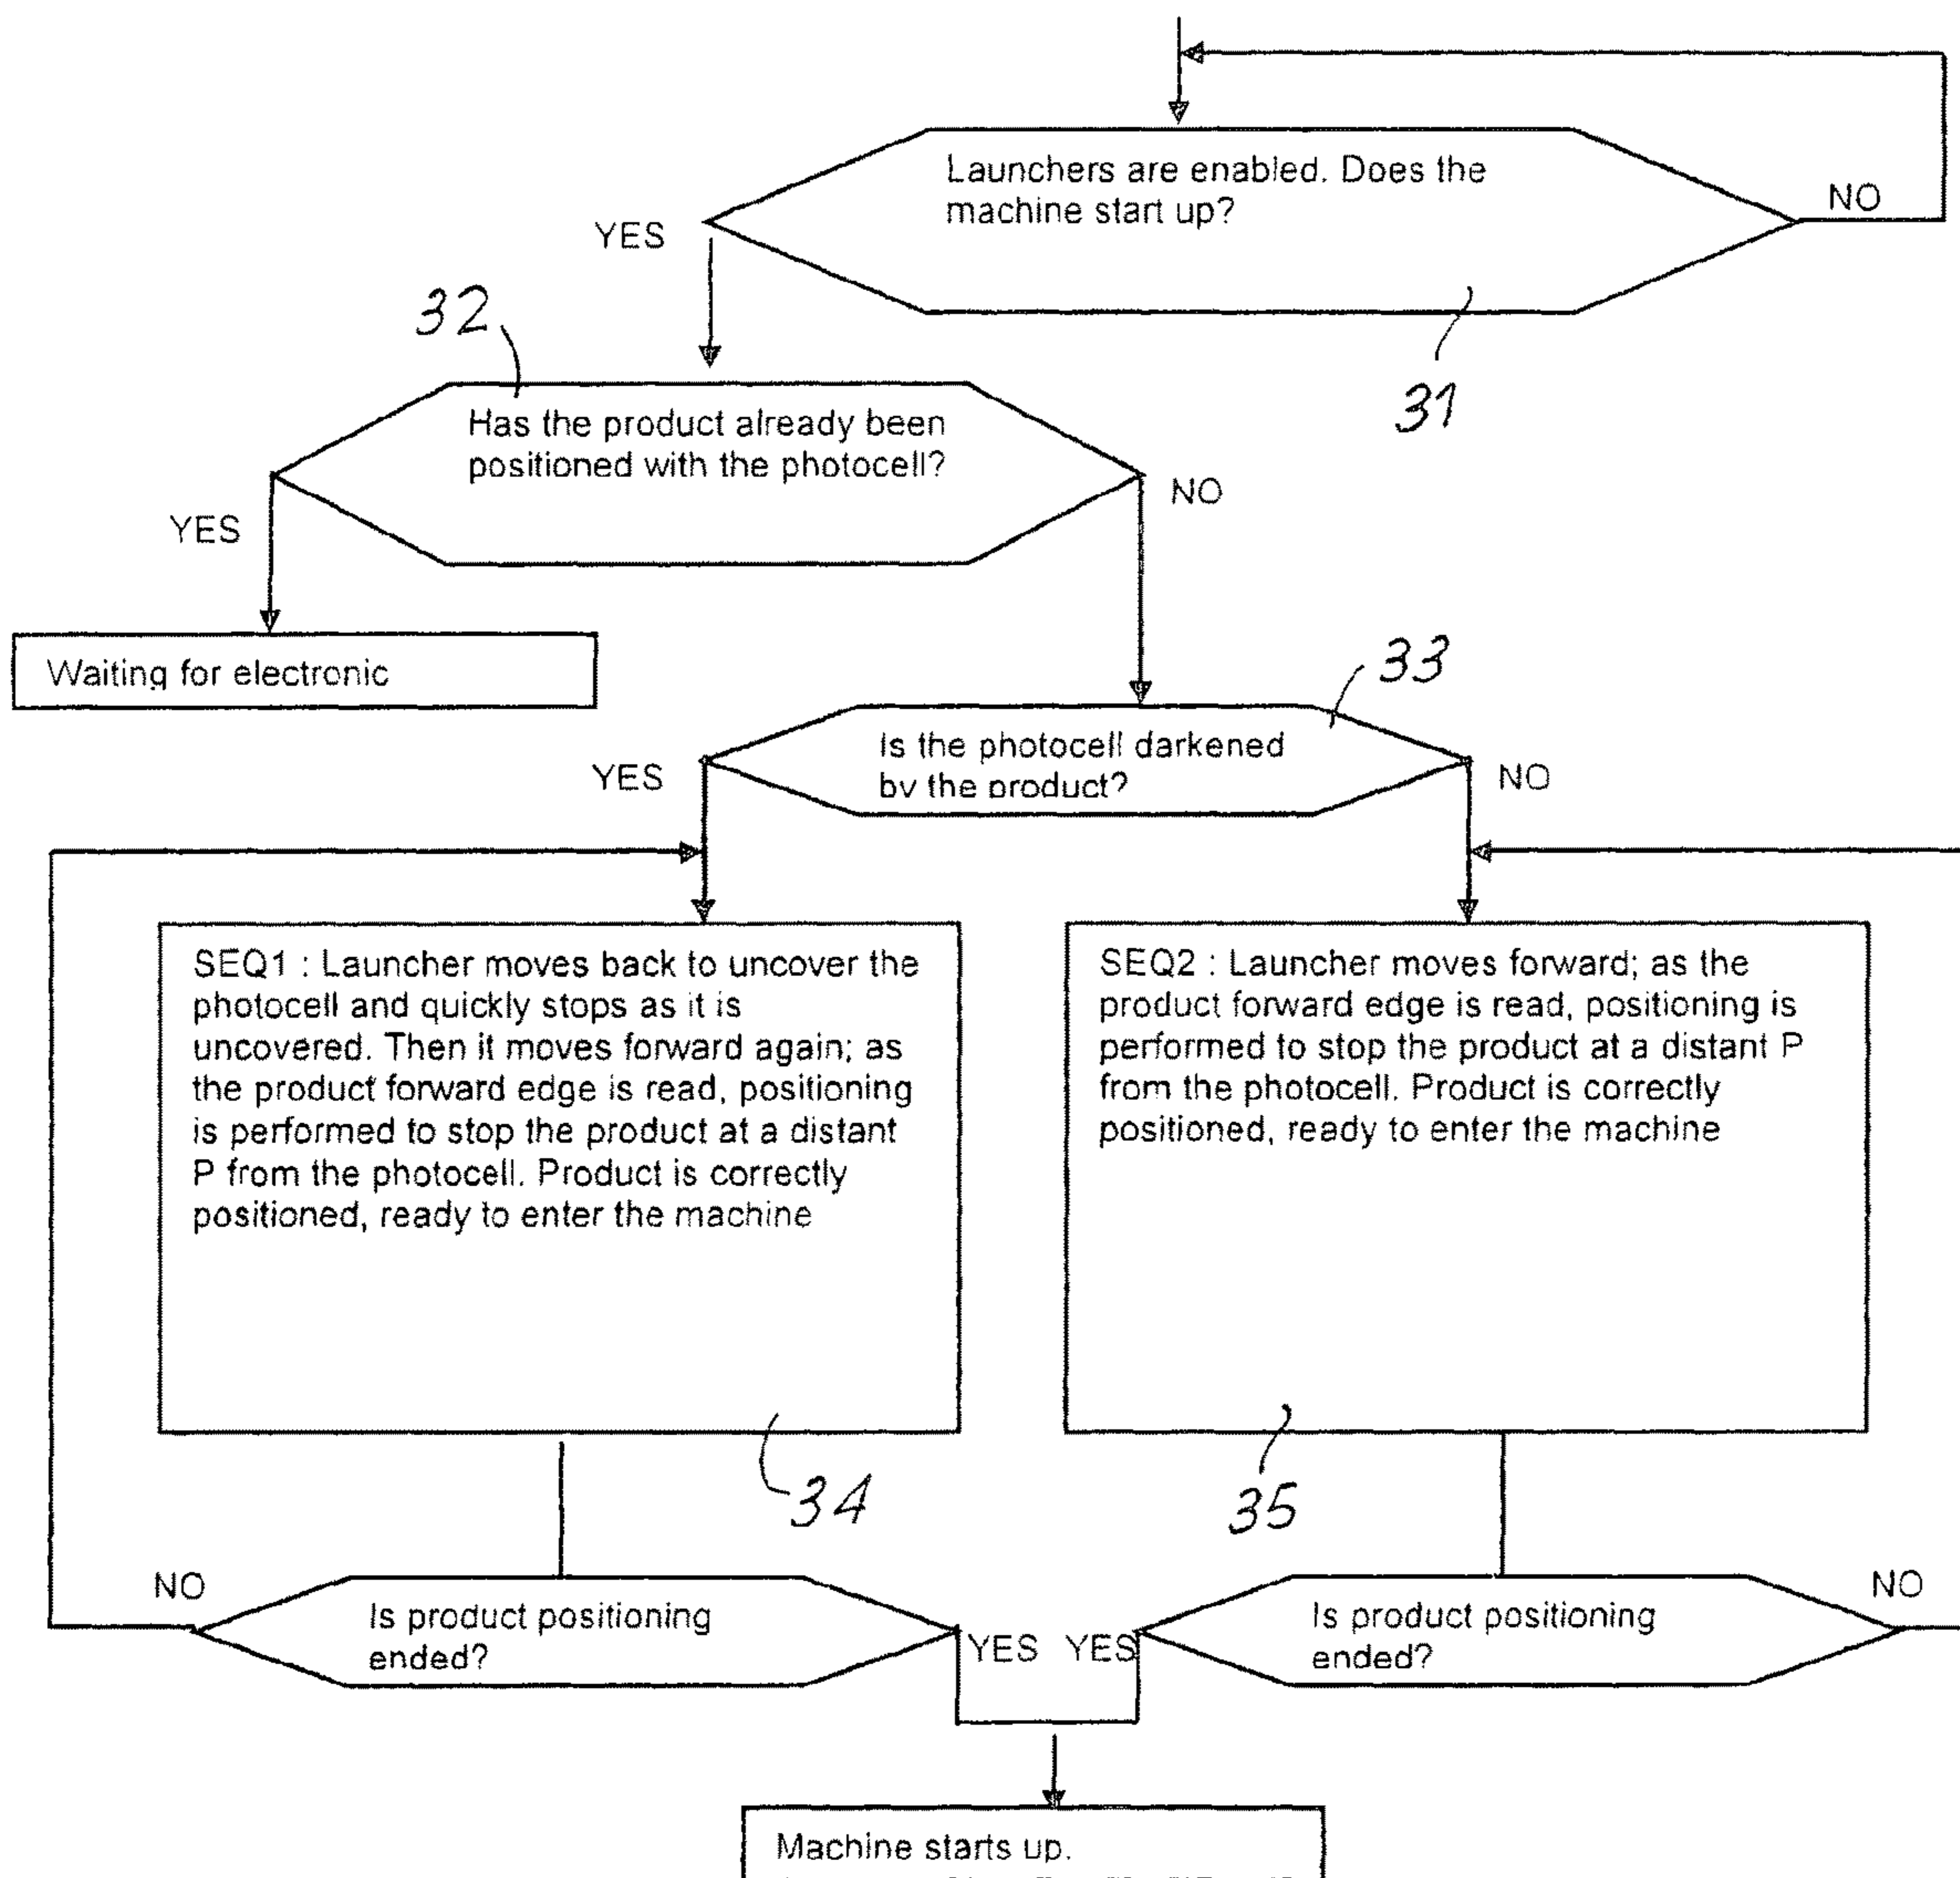 Launchers are enabled. Does the
machine start up?
YES
NO
31
32
Has the product already been
positioned with the photocell?
YES
NO
Waiting for electronic
33
Is the photocell darkened
by the product?
YES
NO
SEQ1 : Launcher moves back to uncover the
photocell and quickly stops as it is
uncovered. Then it moves forward again; as
the product forward edge is read, positioning
is performed to stop the product at a distant
P from the photocell. Product is correctly
positioned, ready to enter the machine
34
SEQ2 : Launcher moves forward; as the
product forward edge is read, positioning is
performed to stop the product at a distant P
from the photocell. Product is correctly
positioned, ready to enter the machine
35
NO
Is product positioning
ended?
YES
YES
Is product positioning
ended?
NO
Machine starts up.